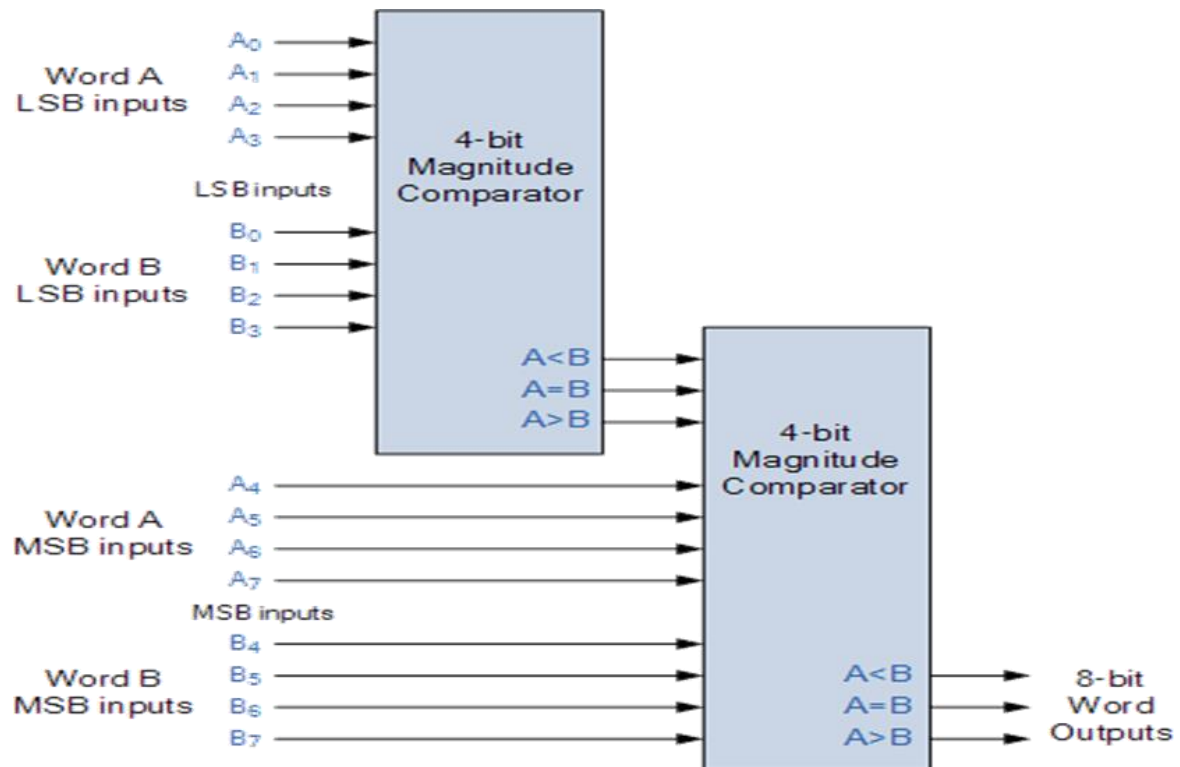 A₀
A₁
A₂
A₃
Word A
LSB inputs
LSB inputs
B₀
B₁
B₂
B₃
Word B
LSB inputs
4-bit
Magnitude
Comparator
A<B
A=B
A>B
A₄
A₅
A₆
A₇
Word A
MSB inputs
MSB inputs
B₄
B₅
B₆
B₇
Word B
MSB inputs
4-bit
Magnitude
Comparator
A<B
A=B
A>B
8-bit
Word
Outputs